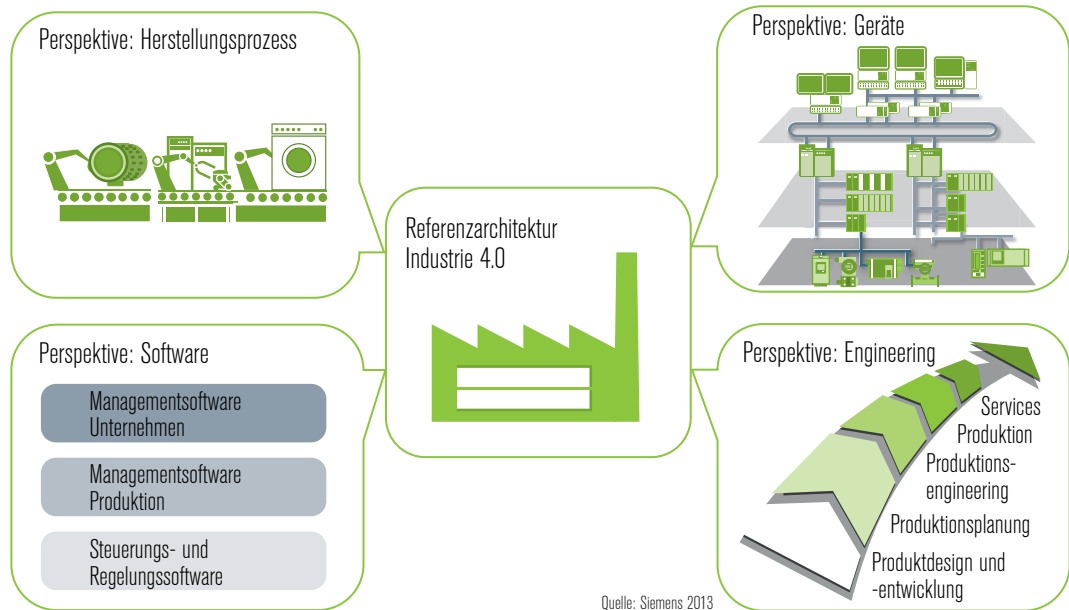 Perspektive: Herstellungsprozess
Perspektive: Geräte
Referenzarchitektur
Industrie 4.0
Perspektive: Software
Managementsoftware
Unternehmen
Managementsoftware
Produktion
Steuerungs- und
Regelungssoftware
Perspektive: Engineering
Services
Produktion
Produktions-
engineering
Produktionsplanung
Produktdesign und
-entwicklung
Quelle: Siemens 2013